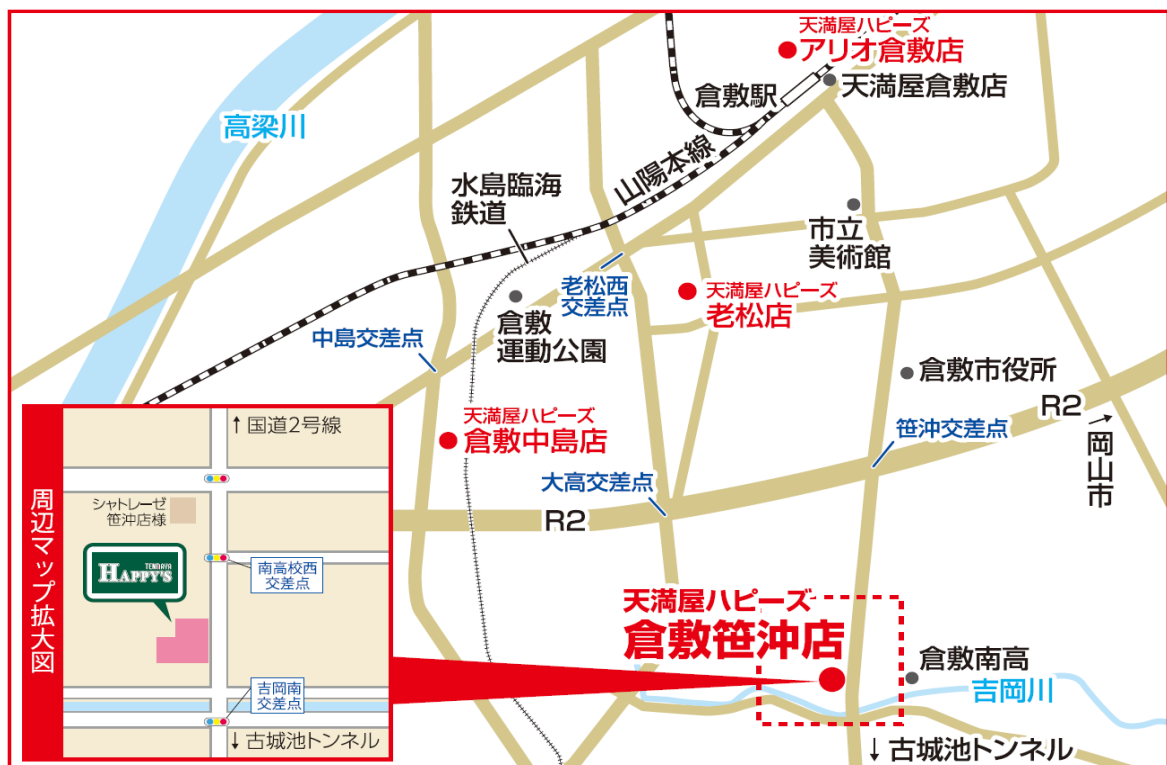 天満屋ハピーズ
アリオ倉敷店
天満屋倉敷店
倉敷駅
高梁川
山陽本線
水島臨海
鉄道
市立
美術館
老松西
交差点
天満屋ハピーズ
老松店
倉敷
運動公園
中島交差点
倉敷市役所
R2
岡山市
天満屋ハピーズ
倉敷中島店
笹沖交差点
大高交差点
R2
天満屋ハピーズ
倉敷笹沖店
倉敷南高
吉岡川
↓古城池トンネル
周辺マップ拡大図
↑国道2号線
シャトレーゼ
笹沖店様
TENMAYA
HAPPY'S
南高校西
交差点
吉岡南
交差点
↓古城池トンネル